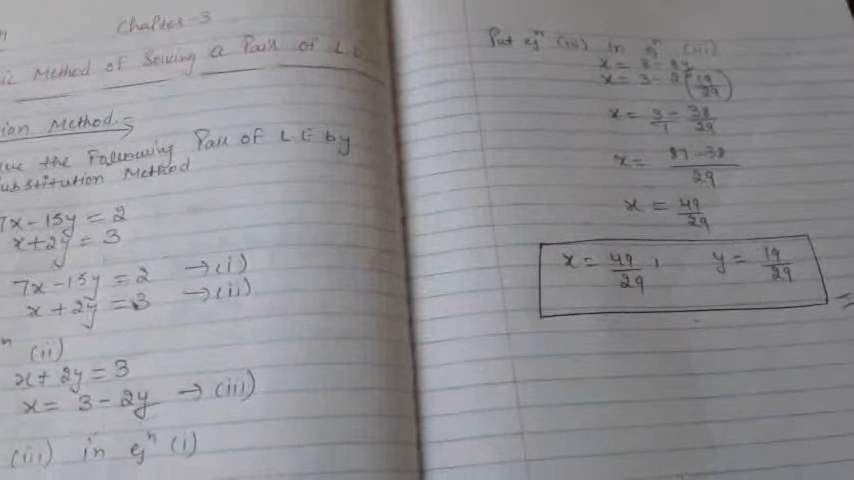 Chapter-3
ic Method of Solving a Pair of L
ion Method:-
the Following Pair of L.E by
ubstitution Method
7x-15y = 2
x+2y = 3
7x-15y = 2 →(i)
x + 2y = 3 →(ii)
(ii)
x+ 2y = 3
x = 3 - 2y → (iii)
(iii) in eqⁿ (i)
Put eqⁿ (iv) in eqⁿ (iii)
x = 3 - 2y
x = 3 - 2(19/29)
x = 3/1 - 38/29
x = 87-38/29
x = 49/29
x = 49/29, y = 19/29